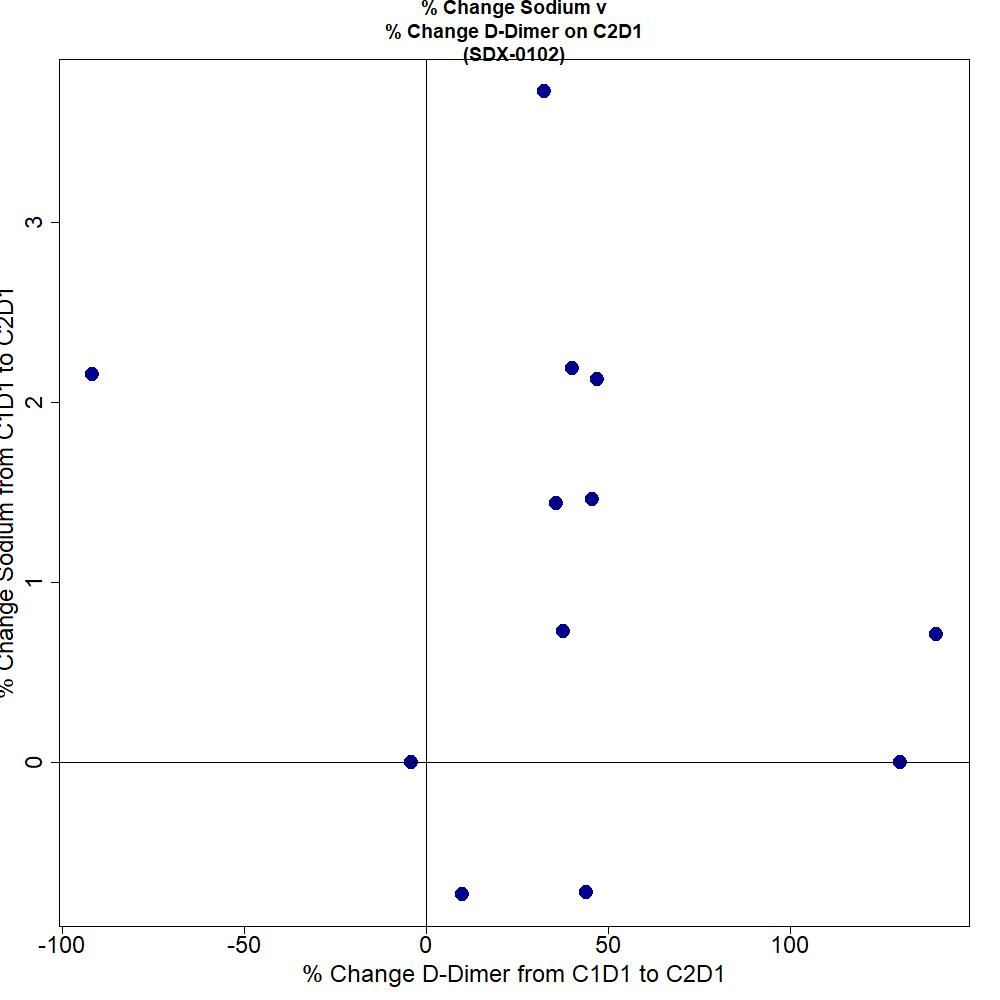 % Change Sodium v
% Change D-Dimer on C2D1
(SDX-0102)
% Change Sodium from C1D1 to C2D1
3
2
1
0
-100
-50
0
50
100
% Change D-Dimer from C1D1 to C2D1